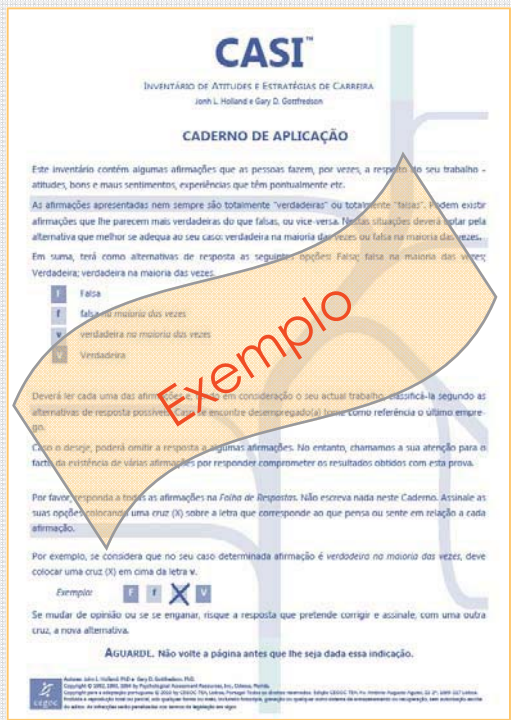 CASI™
INVENTÁRIO DE ATITUDES E ESTRATÉGIAS DE CARREIRA
Jonh L. Holland e Gary D. Gottfredson
CADERNO DE APLICAÇÃO
Este inventário contém algumas afirmações que as pessoas fazem, por vezes, a respeito do seu trabalho –
atitudes, bons e maus sentimentos, experiências que têm pontualmente etc.
As afirmações apresentadas nem sempre são totalmente "verdadeiras" ou totalmente "falsas". Podem existir
afirmações que lhe parecem mais verdadeiras do que falsas, ou vice-versa. Nestas situações deverá optar pela
alternativa que melhor se adequa ao seu caso: verdadeira na maioria das vezes ou falsa na maioria das vezes.
Em suma, terá como alternativas de resposta as seguintes opções: Falsa; falsa na maioria das vezes;
Verdadeira; verdadeira na maioria das vezes.
F Falsa
f falsa na maioria das vezes
v verdadeira na maioria das vezes
V Verdadeira
Exemplo
Deverá ler cada uma das afirmações e, tendo em consideração o seu actual trabalho, classificá-la segundo as
alternativas de resposta possíveis. Caso se encontre desempregado(a) tome como referência o último empre-
go.
Caso o deseje, poderá omitir a resposta a algumas afirmações. No entanto, chamamos a sua atenção para o
facto da existência de várias afirmações por responder comprometer os resultados obtidos com esta prova.
Por favor, responda a todas as afirmações na Folha de Respostas. Não escreva nada neste Caderno. Assinale as
suas opções colocando uma cruz (X) sobre a letra que corresponde ao que pensa ou sente em relação a cada
afirmação.
Por exemplo, se considera que no seu caso determinada afirmação é verdadeira na maioria das vezes, deve
colocar uma cruz (X) em cima da letra v.
Exemplo: F f V
Se mudar de opinião ou se se enganar, risque a resposta que pretende corrigir e assinale, com uma outra
cruz, a nova alternativa.
AGUARDE. Não volte a página antes que lhe seja dada essa indicação.
cegoc
Autores: John L. Holland, PhD e Gary D. Gottfredson, PhD.